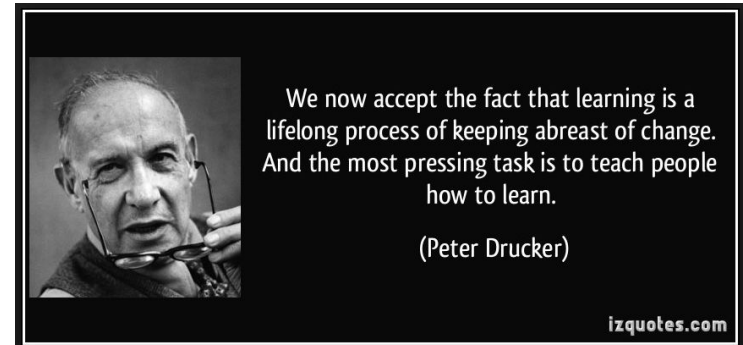 We now accept the fact that learning is a
lifelong process of keeping abreast of change.
And the most pressing task is to teach people
how to learn.
(Peter Drucker)
izquotes.com